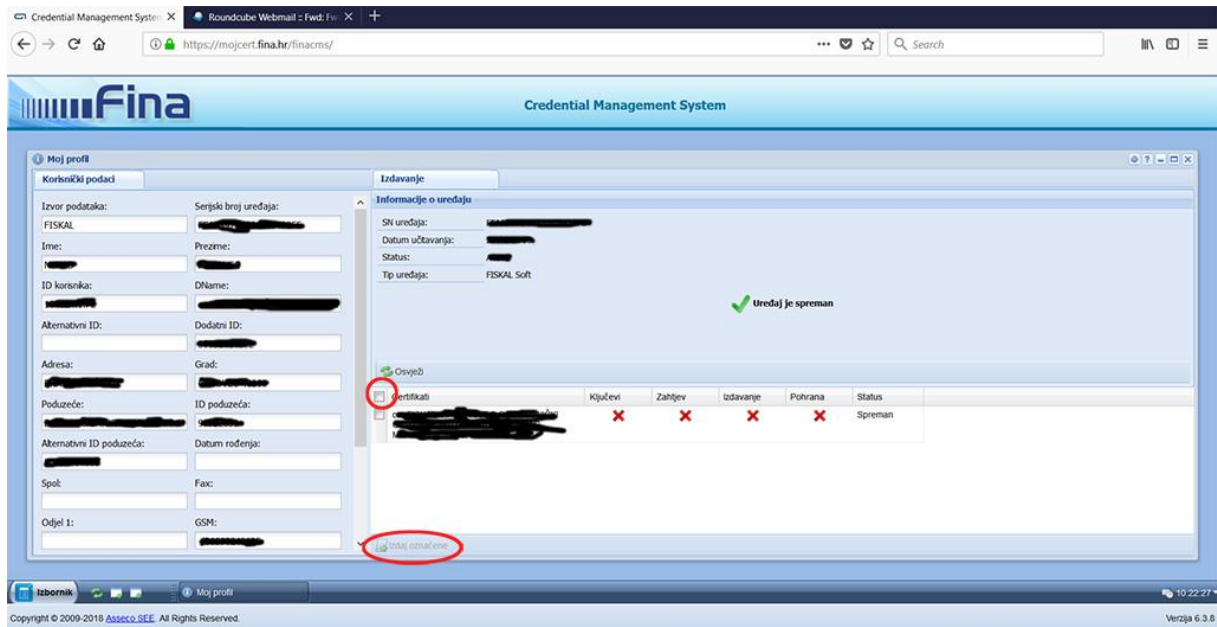 Credential Management System
Roundcube Webmail :: Fwd: Fw
https://mojcert.fina.hr/finacms/
Search
Fina
Credential Management System
Moj profil
Korisnički podaci
Izvor podataka:
Serijski broj uređaja:
FISKAL
Ime:
Prezime:
ID korisnika:
DName:
Alternativni ID:
Dodatni ID:
Adresa:
Grad:
Poduzeće:
ID poduzeća:
Alternativni ID poduzeća:
Datum rođenja:
Spol:
Fax:
Odjel 1:
GSM:
Izdavanje
Informacije o uređaju
SN uređaja:
Datum učitavanja:
Status:
Tip uređaja: FISKAL Soft
Uređaj je spreman
Osvježi
Certifikati Ključevi Zahtjev Izdavanje Pohrana Status
Spreman
Izdaj označene
Izbornik
Moj profil
10:22:27
Copyright © 2009-2018 Asseco SEE. All Rights Reserved.
Verzija 6.3.8